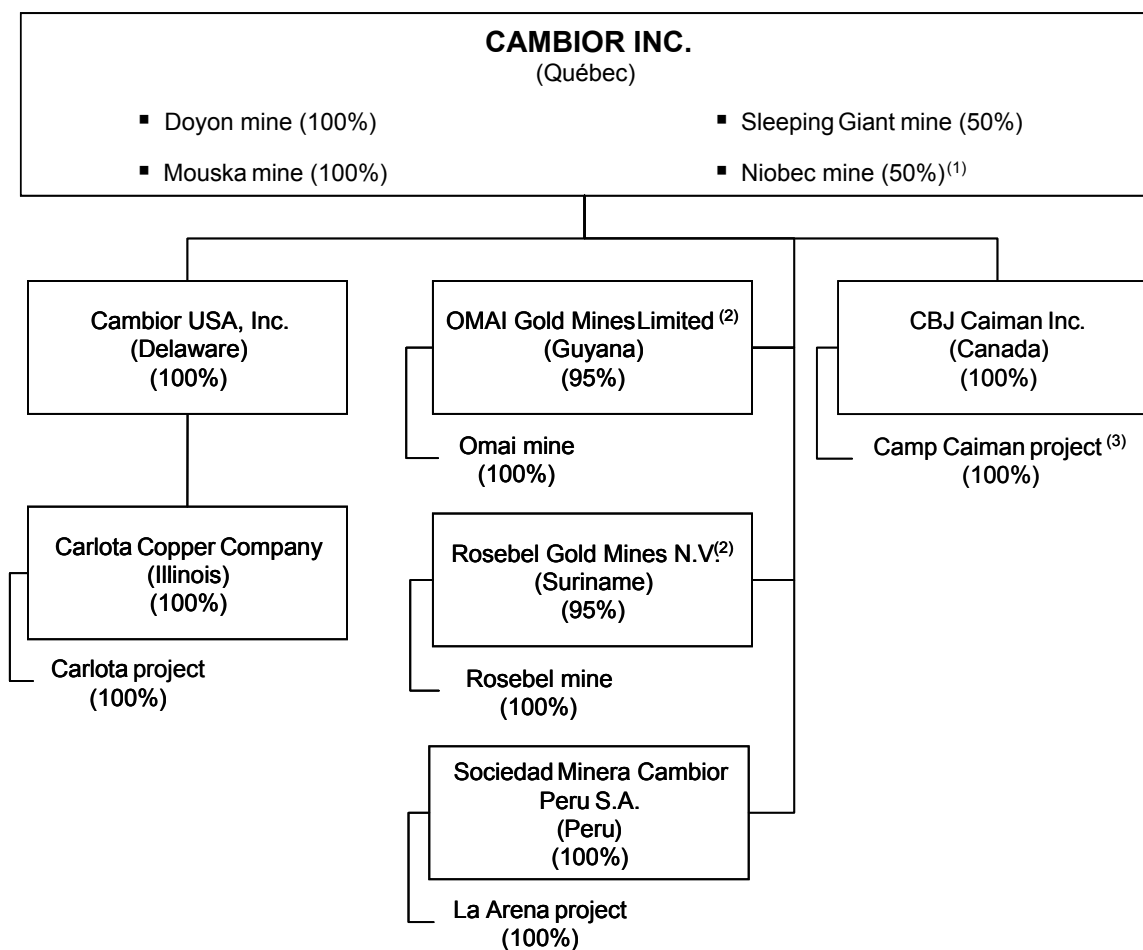 CAMBIOR INC.
(Québec)
▪ Doyon mine (100%)
▪ Mouska mine (100%)
▪ Sleeping Giant mine (50%)
▪ Niobec mine (50%)(1)
Cambior USA, Inc.
(Delaware)
(100%)
Carlota Copper Company
(Illinois)
(100%)
Carlota project
(100%)
OMAI Gold MinesLimited (2)
(Guyana)
(95%)
Omai mine
(100%)
Rosebel Gold Mines N.V.(2)
(Suriname)
(95%)
Rosebel mine
(100%)
Sociedad Minera Cambior
Peru S.A.
(Peru)
(100%)
La Arena project
(100%)
CBJ Caiman Inc.
(Canada)
(100%)
Camp Caiman project (3)
(100%)